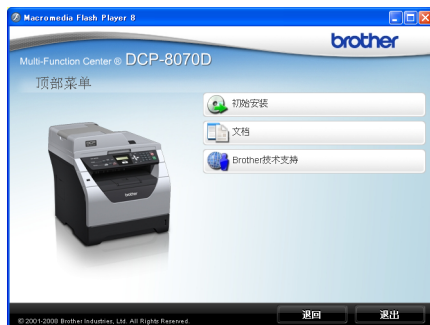 Macromedia Flash Player 8
brother
Multi-Function Center ® DCP-8070D
顶部菜单
初始安装
文档
Brother技术支持
brother
© 2001-2008 Brother Industries, Ltd. All Rights Reserved.
退回
退出